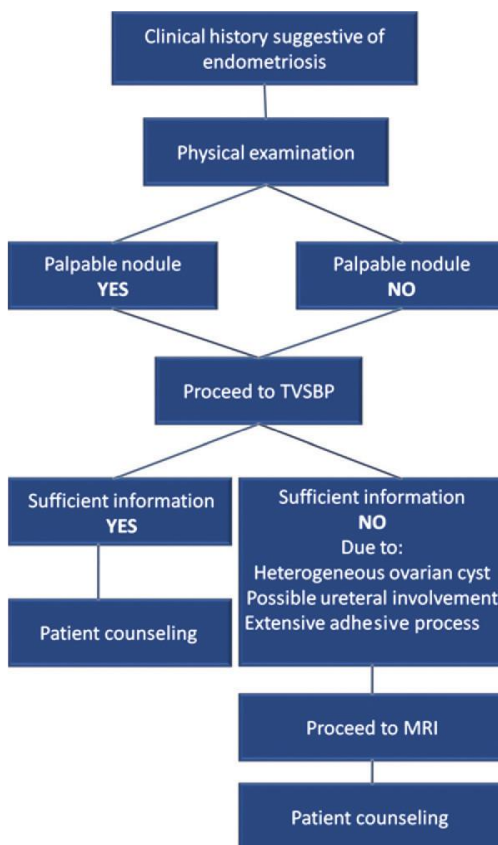 Clinical history suggestive of
endometriosis
Physical examination
Palpable nodule
YES
Palpable nodule
NO
Proceed to TVSBP
Sufficient information
YES
Sufficient information
NO
Due to:
Heterogeneous ovarian cyst
Possible ureteral involvement
Extensive adhesive process
Patient counseling
Proceed to MRI
Patient counseling